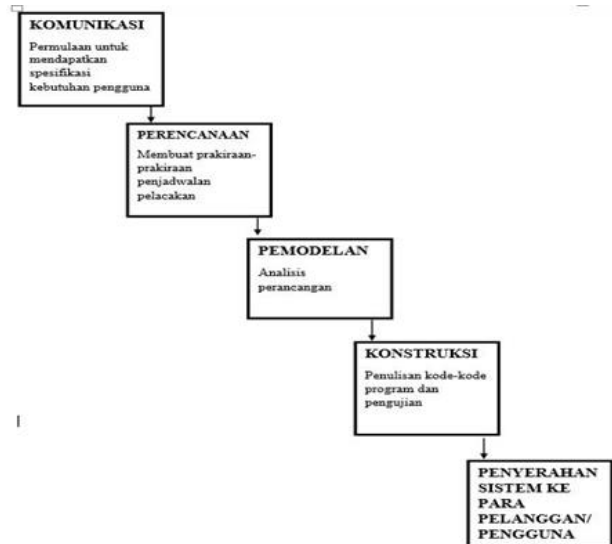 KOMUNIKASI
Permulaan untuk
mendapatkan
spesifikasi
kebutuhan pengguna
PERENCANAAN
Membuat prakiraan-
prakiraan
penjadwalan
pelacakan
PEMODELAN
Analisis
perancangan
KONSTRUKSI
Penulisan kode-kode
program dan
pengujian
PENYERAHAN
SISTEM KE
PARA
PELANGGAN/
PENGGUNA